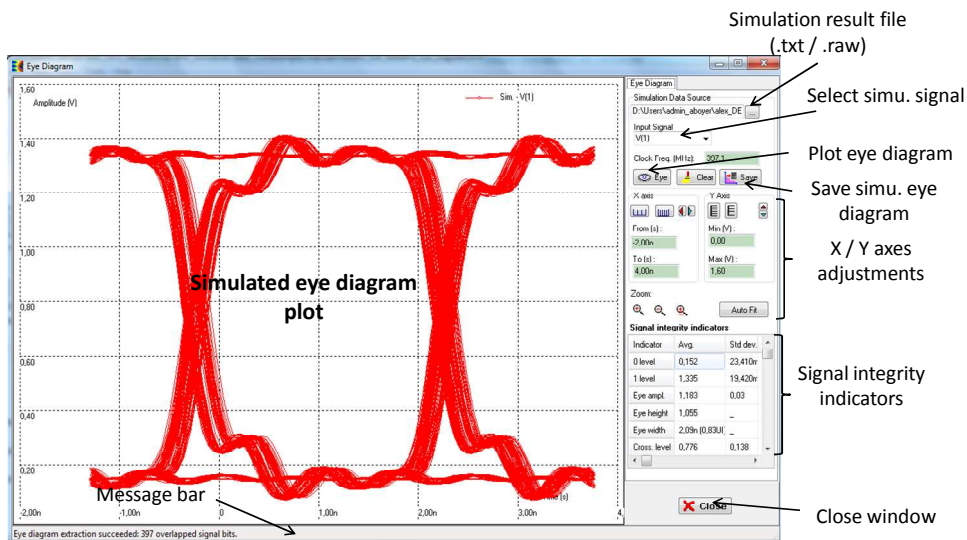 Simulation result file
(.txt / .raw)
Eye Diagram
Eye Diagram
Simulation Data Source
D:\Users\admin_aboyer\alex_DE
...
Select simu. signal
Input Signal
V(1)
Clock Freq. (MHz): 397,1
Plot eye diagram
Eye
Clear
Save
Save simu. eye
diagram
X axis
Y Axis
From (s) :
-2,00n
To (s) :
4,00n
Min (V) :
0,00
Max (V) :
1,60
X / Y axes
adjustments
Zoom:
Auto Fit
Signal integrity indicators
Indicator Avg. Std dev.
0 level 0,152 23,410m
1 level 1,335 19,420m
Eye ampl. 1,183 0,03
Eye height 1,055 _
Eye width 2,09n (0,83UI) _
Cross. level 0,776 0,138
Signal integrity
indicators
Close
Close window
1,60
Amplitude (V)
Sim. - V(1)
1,40
1,20
1,00
0,80
0,60
0,40
0,20
Simulated eye diagram
plot
Message bar
(s)
-2,00n -1,00n 0 1,00n 2,00n 3,00n 4,
Eye diagram extraction succeeded: 397 overlapped signal bits.